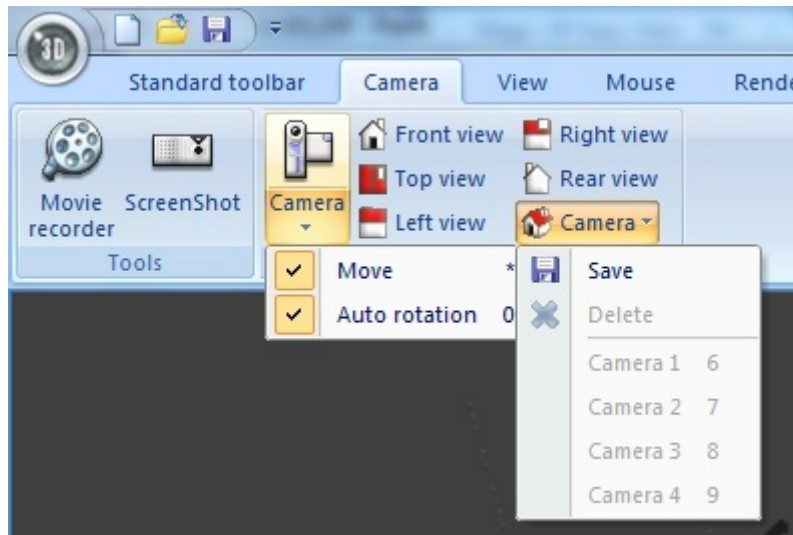 3D
Standard toolbar Camera View Mouse Rende
Movie recorder
ScreenShot
Tools
Camera
Front view
Top view
Left view
Right view
Rear view
Camera
Move *
Auto rotation 0
Save
Delete
Camera 1 6
Camera 2 7
Camera 3 8
Camera 4 9